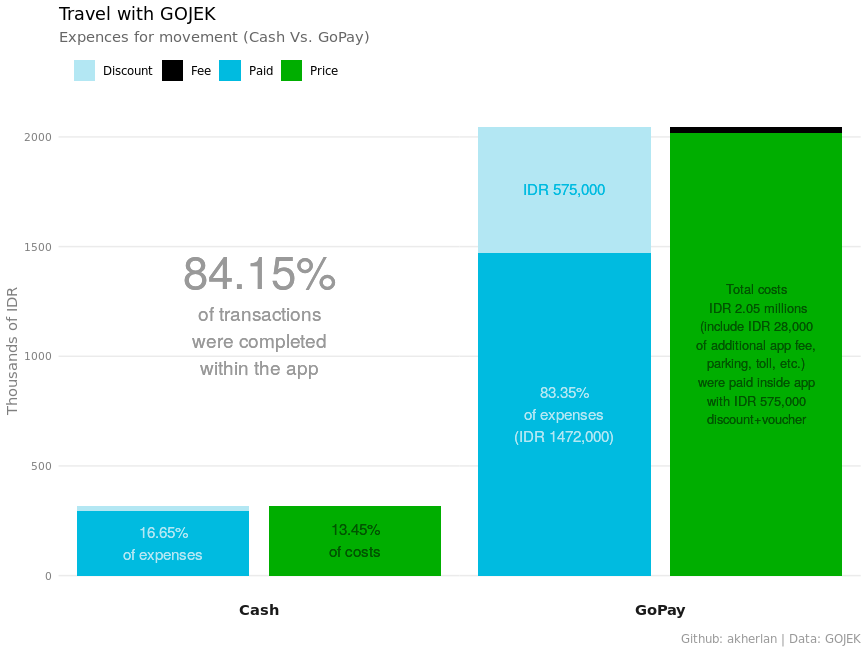 Travel with GOJEK
Expences for movement (Cash Vs. GoPay)
Discount Fee Paid Price
Thousands of IDR
2000
1500
1000
500
0
84.15%
of transactions
were completed
within the app
16.65%
of expenses
13.45%
of costs
IDR 575,000
83.35%
of expenses
(IDR 1472,000)
Total costs
IDR 2.05 millions
(include IDR 28,000
of additional app fee,
parking, toll, etc.)
were paid inside app
with IDR 575,000
discount+voucher
Cash GoPay
Github: akherlan | Data: GOJEK